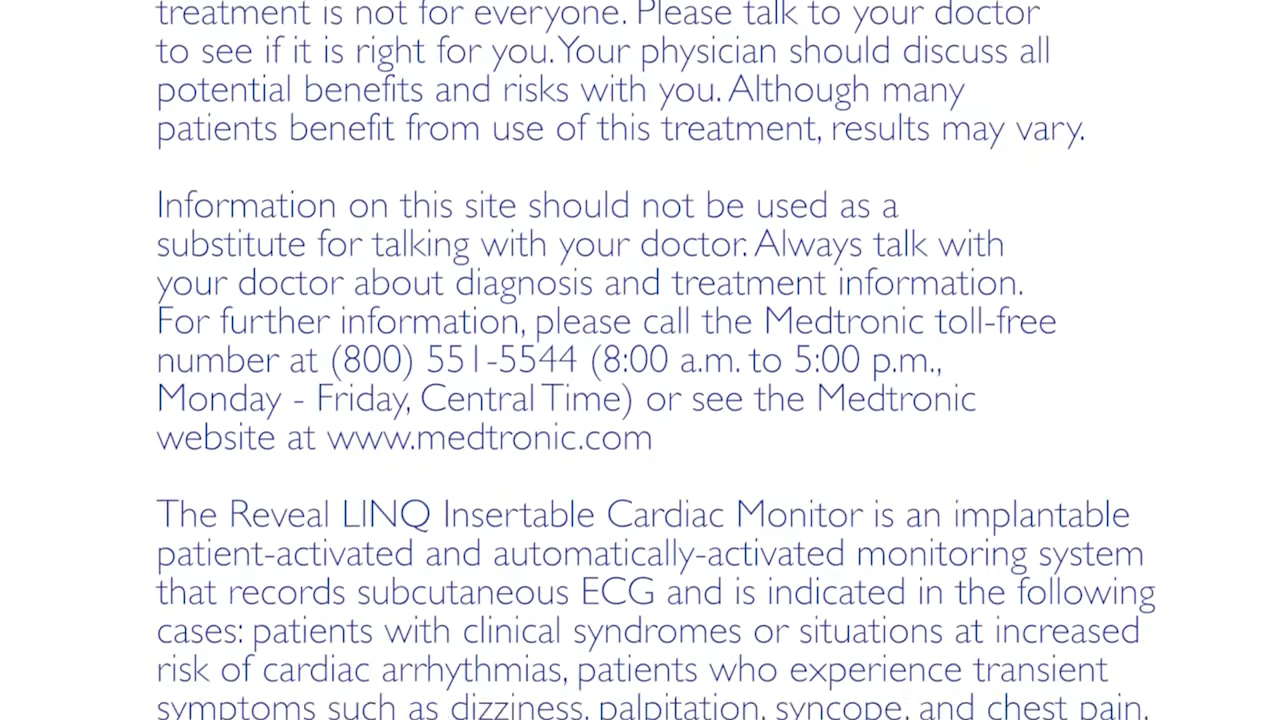 treatment is not for everyone. Please talk to your doctor
to see if it is right for you. Your physician should discuss all
potential benefits and risks with you. Although many
patients benefit from use of this treatment, results may vary.
Information on this site should not be used as a
substitute for talking with your doctor. Always talk with
your doctor about diagnosis and treatment information.
For further information, please call the Medtronic toll-free
number at (800) 551-5544 (8:00 a.m. to 5:00 p.m.,
Monday - Friday, Central Time) or see the Medtronic
website at www.medtronic.com
The Reveal LINQ Insertable Cardiac Monitor is an implantable
patient-activated and automatically-activated monitoring system
that records subcutaneous ECG and is indicated in the following
cases: patients with clinical syndromes or situations at increased
risk of cardiac arrhythmias, patients who experience transient
symptoms such as dizziness, palpitation, syncope, and chest pain,